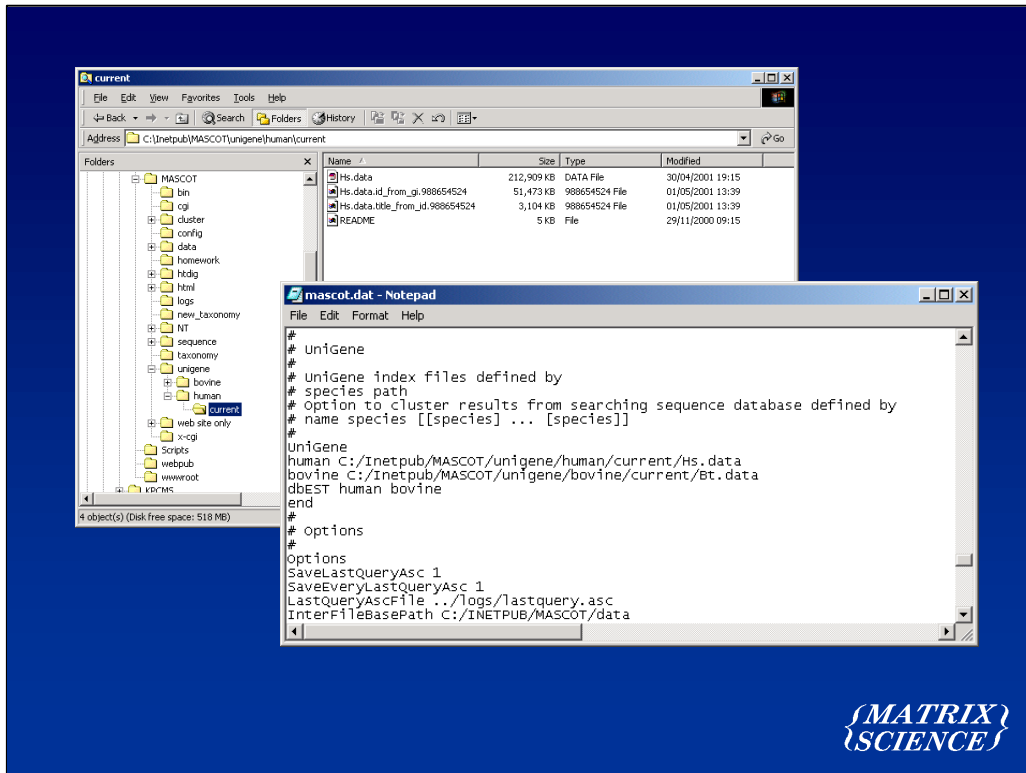 current
File Edit View Favorites Tools Help
Back Search Folders History
Address C:\Inetpub\MASCOT\unigene\human\current Go
Folders
MASCOT
bin
cgi
cluster
config
data
homework
htdig
html
logs
new_taxonomy
NT
sequence
taxonomy
unigene
bovine
human
current
web site only
x-cgi
Scripts
webpub
wwwroot
KPCMS
Name Size Type Modified
Hs.data 212,909 KB DATA File 30/04/2001 19:15
Hs.data.id_from_gi.988654524 51,473 KB 988654524 File 01/05/2001 13:39
Hs.data.title_from_id.988654524 3,104 KB 988654524 File 01/05/2001 13:39
README 5 KB File 29/11/2000 09:15
4 object(s) (Disk free space: 518 MB)
mascot.dat - Notepad
File Edit Format Help
#
# UniGene
#
# UniGene index files defined by
# species path
# Option to cluster results from searching sequence database defined by
# name species [[species] ... [species]]
#
UniGene
human C:/Inetpub/MASCOT/unigene/human/current/Hs.data
bovine C:/Inetpub/MASCOT/unigene/bovine/current/Bt.data
dbEST human bovine
end
#
# Options
#
Options
SaveLastQueryAsc 1
SaveEveryLastQueryAsc 1
LastQueryAscFile ../logs/lastquery.asc
InterFileBasePath C:/INETPUB/MASCOT/data
{MATRIX}
{SCIENCE}